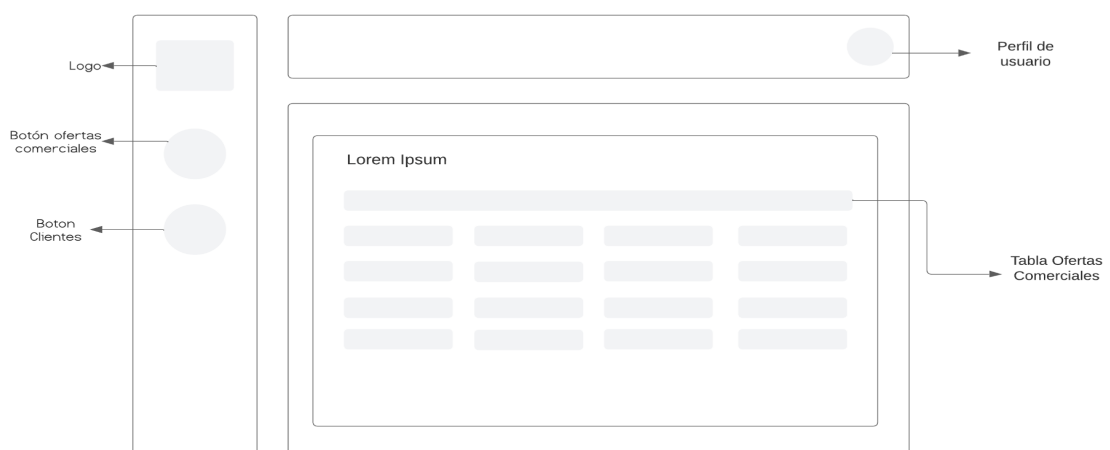 Logo
Botón ofertas
comerciales
Boton
Clientes
Perfil de
usuario
Lorem Ipsum
Tabla Ofertas
Comerciales